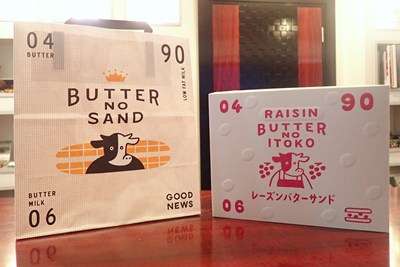 04
BUTTER
90
LOW FAT MILK
BUTTER
NO
SAND
BUTTER
MILK
06
GOOD
NEWS
04
90
RAISIN
BUTTER
NO
ITOKO
レーズンバターサンド
06